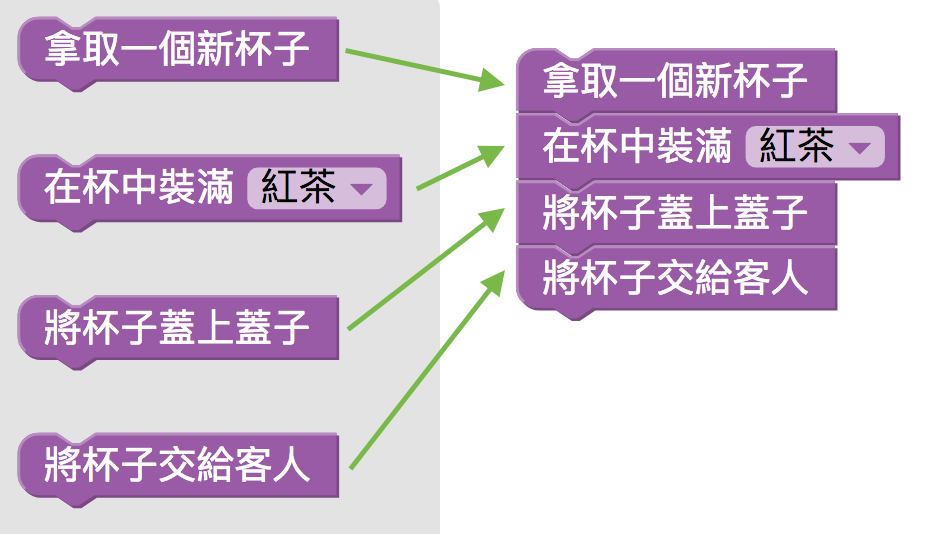 拿取一個新杯子
在杯中裝滿 紅茶
將杯子蓋上蓋子
將杯子交給客人
拿取一個新杯子
在杯中裝滿 紅茶
將杯子蓋上蓋子
將杯子交給客人